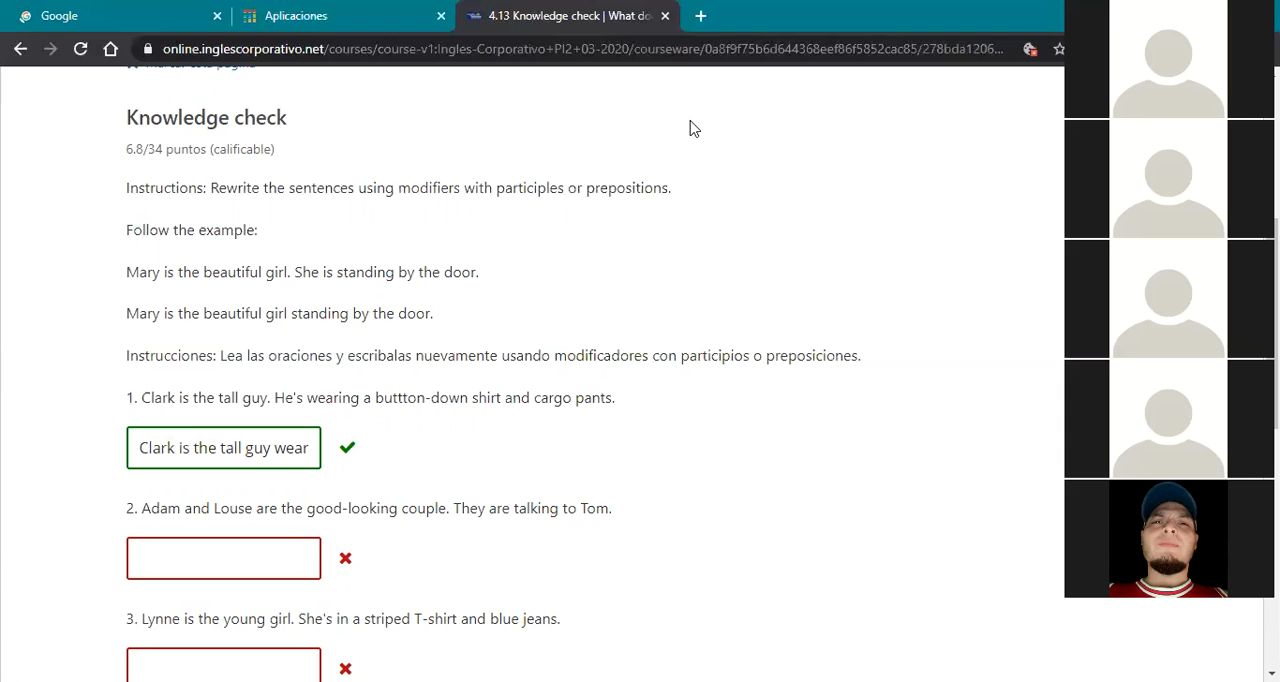 Google
Aplicaciones
4.13 Knowledge check | What do
online.inglescorporativo.net/courses/course-v1:Ingles-Corporativo+PI2+03-2020/courseware/0a8f9f75b6d644368eef86f5852cac85/278bda1206...
Knowledge check
6.8/34 puntos (calificable)
Instructions: Rewrite the sentences using modifiers with participles or prepositions.
Follow the example:
Mary is the beautiful girl. She is standing by the door.
Mary is the beautiful girl standing by the door.
Instrucciones: Lea las oraciones y escribalas nuevamente usando modificadores con participios o preposiciones.
1. Clark is the tall guy. He's wearing a buttton-down shirt and cargo pants.
Clark is the tall guy wear
2. Adam and Louse are the good-looking couple. They are talking to Tom.
3. Lynne is the young girl. She's in a striped T-shirt and blue jeans.